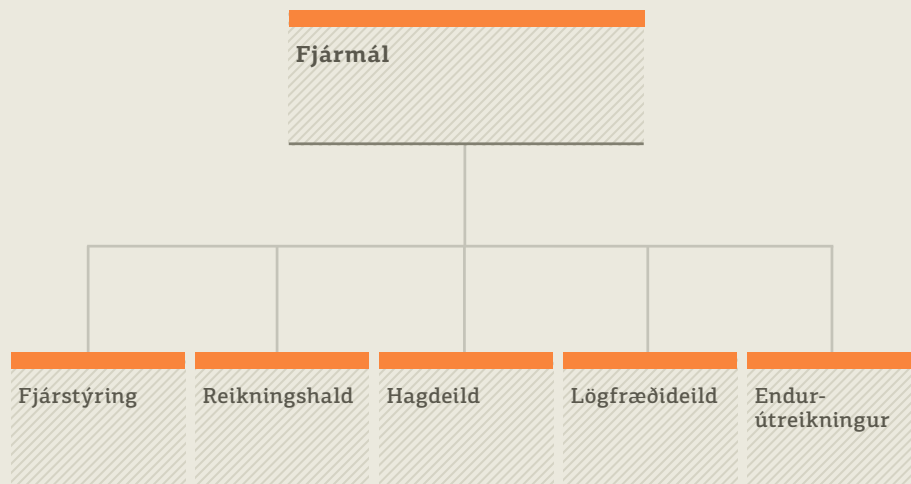 Fjármál
Fjárstýring
Reikningshald
Hagdeild
Lögfræðideild
Endur-
útreikningur